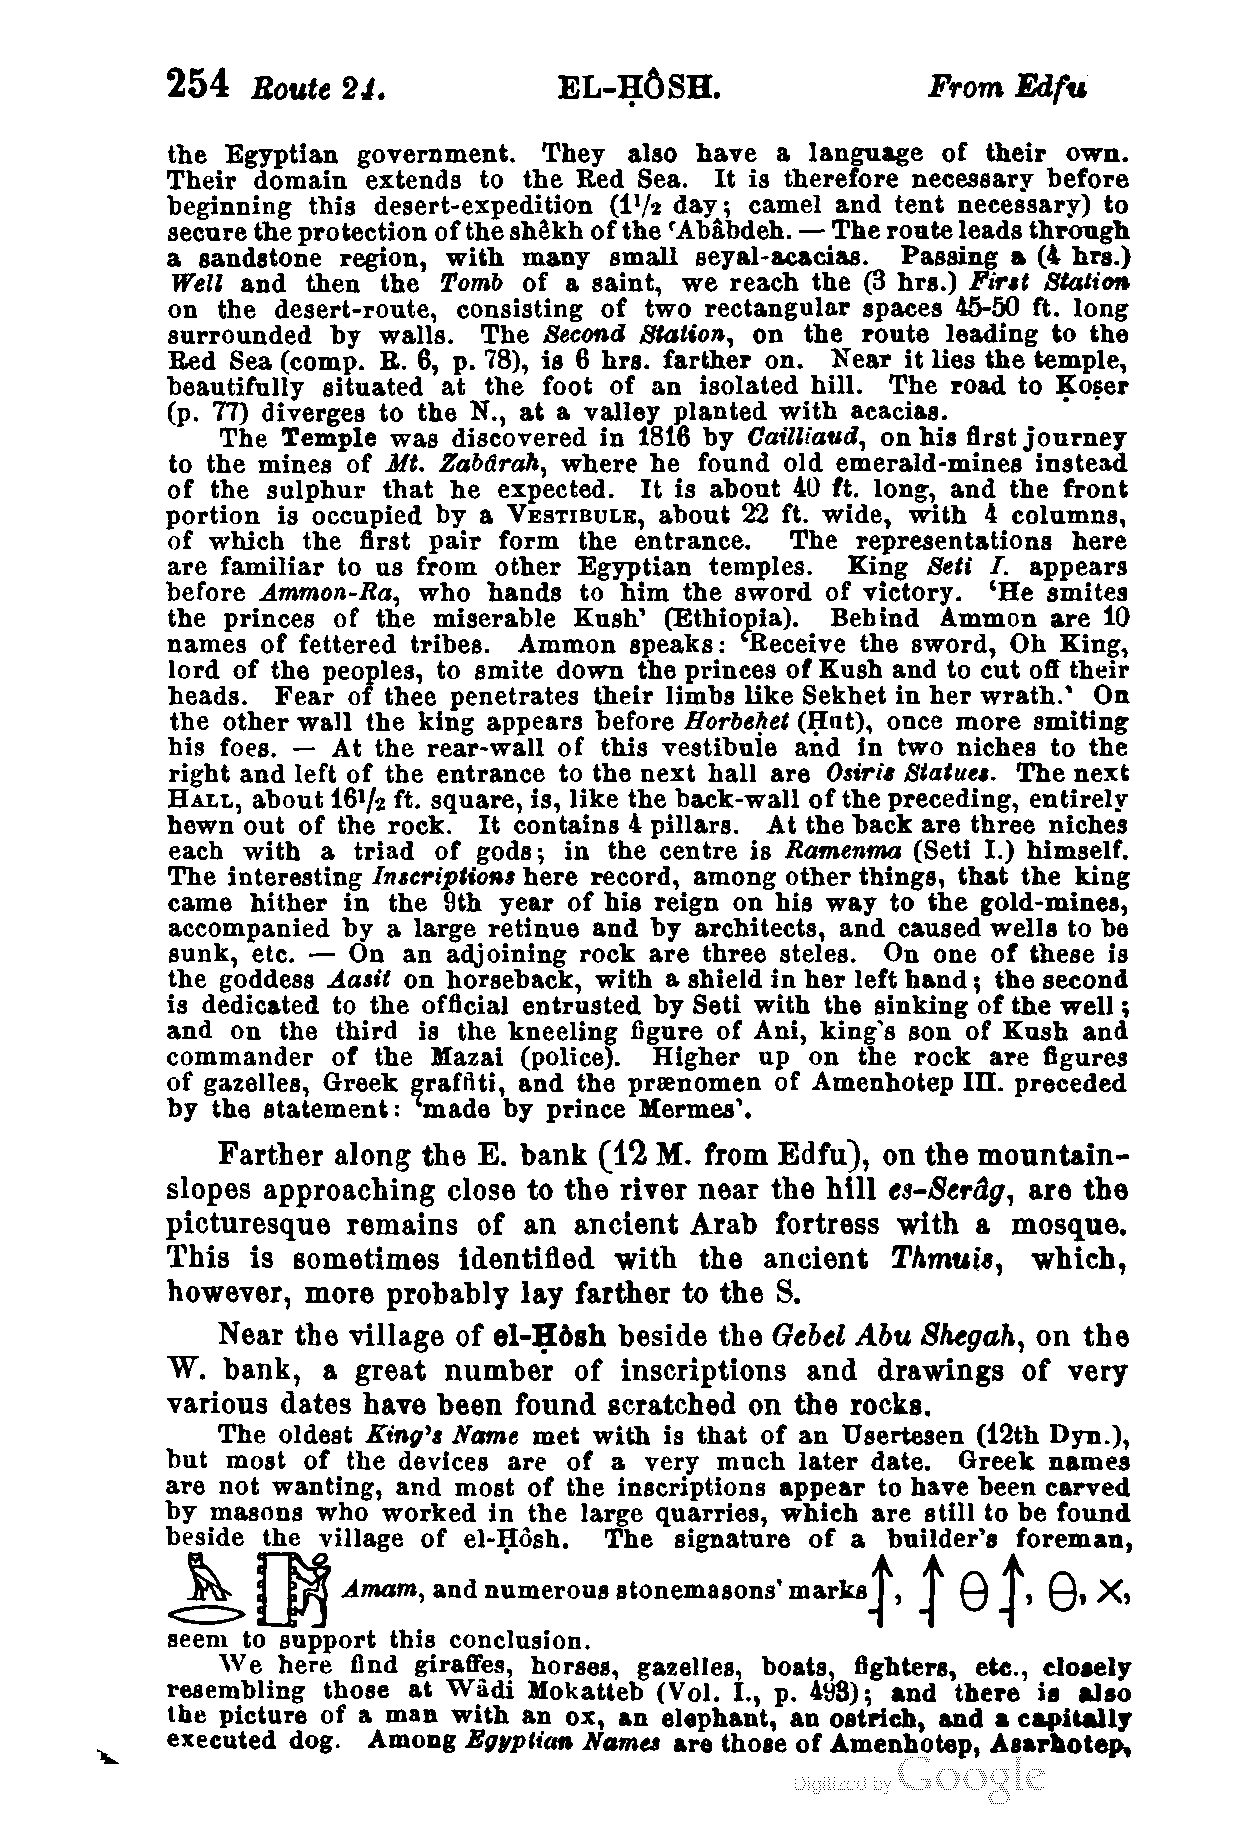 254 Route 24. EL-ḤÔSH. From Edfu
the Egyptian government. They also have a language of their own.
Their domain extends to the Red Sea. It is therefore necessary before
beginning this desert-expedition (1½ day; camel and tent necessary) to
secure the protection of the shêkh of the ʿAbâbdeh. — The route leads through
a sandstone region, with many small seyal-acacias. Passing a (4 hrs.)
Well and then the Tomb of a saint, we reach the (3 hrs.) First Station
on the desert-route, consisting of two rectangular spaces 45-50 ft. long
surrounded by walls. The Second Station, on the route leading to the
Red Sea (comp. R. 6, p. 78), is 6 hrs. farther on. Near it lies the temple,
beautifully situated at the foot of an isolated hill. The road to Ḳoṣer
(p. 77) diverges to the N., at a valley planted with acacias.
The Temple was discovered in 1816 by Cailliaud, on his first journey
to the mines of Mt. Zabârah, where he found old emerald-mines instead
of the sulphur that he expected. It is about 40 ft. long, and the front
portion is occupied by a VESTIBULE, about 22 ft. wide, with 4 columns,
of which the first pair form the entrance. The representations here
are familiar to us from other Egyptian temples. King Seti I. appears
before Ammon-Ra, who hands to him the sword of victory. 'He smites
the princes of the miserable Kush' (Ethiopia). Behind Ammon are 10
names of fettered tribes. Ammon speaks: 'Receive the sword, Oh King,
lord of the peoples, to smite down the princes of Kush and to cut off their
heads. Fear of thee penetrates their limbs like Sekhet in her wrath.' On
the other wall the king appears before Horbeḥet (Ḥut), once more smiting
his foes. — At the rear-wall of this vestibule and in two niches to the
right and left of the entrance to the next hall are Osiris Statues. The next
HALL, about 16½ ft. square, is, like the back-wall of the preceding, entirely
hewn out of the rock. It contains 4 pillars. At the back are three niches
each with a triad of gods; in the centre is Ramenma (Seti I.) himself.
The interesting Inscriptions here record, among other things, that the king
came hither in the 9th year of his reign on his way to the gold-mines,
accompanied by a large retinue and by architects, and caused wells to be
sunk, etc. — On an adjoining rock are three steles. On one of these is
the goddess Aasit on horseback, with a shield in her left hand; the second
is dedicated to the official entrusted by Seti with the sinking of the well;
and on the third is the kneeling figure of Ani, king's son of Kush and
commander of the Mazai (police). Higher up on the rock are figures
of gazelles, Greek graffiti, and the prænomen of Amenhotep III. preceded
by the statement: 'made by prince Mermes'.
Farther along the E. bank (12 M. from Edfu), on the mountain-
slopes approaching close to the river near the hill es-Serâg, are the
picturesque remains of an ancient Arab fortress with a mosque.
This is sometimes identified with the ancient Thmuis, which,
however, more probably lay farther to the S.
Near the village of el-Ḥôsh beside the Gebel Abu Shegah, on the
W. bank, a great number of inscriptions and drawings of very
various dates have been found scratched on the rocks.
The oldest King's Name met with is that of an Usertesen (12th Dyn.),
but most of the devices are of a very much later date. Greek names
are not wanting, and most of the inscriptions appear to have been carved
by masons who worked in the large quarries, which are still to be found
beside the village of el-Ḥôsh. The signature of a builder's foreman,
Amam, and numerous stonemasons' marks , θ , θ, ×,
seem to support this conclusion.
We here find giraffes, horses, gazelles, boats, fighters, etc., closely
resembling those at Wâdi Mokatteb (Vol. I., p. 493); and there is also
the picture of a man with an ox, an elephant, an ostrich, and a capitally
executed dog. Among Egyptian Names are those of Amenhotep, Asarhotep,
Digitized by Google